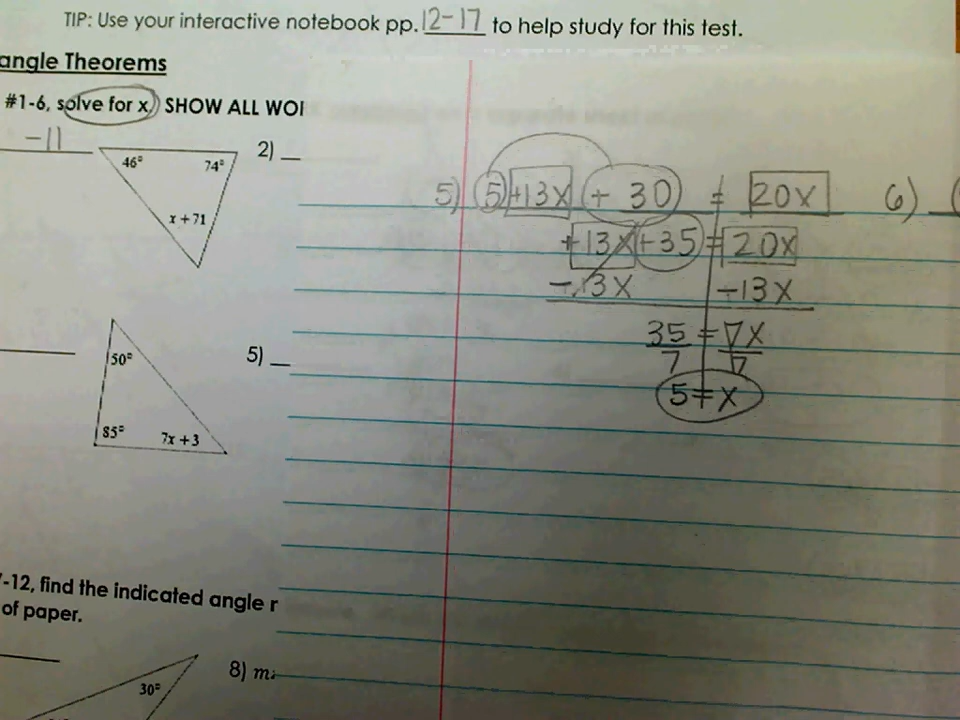 TIP: Use your interactive notebook pp. 12-17 to help study for this test.
angle Theorems
#1-6, solve for x. SHOW ALL WOR
-11
46°
74°
x + 71
2)
50°
85°
7x + 3
5)
-12, find the indicated angle
of paper.
30°
8) m
5) 5+13x + 30 = 20x
+13x+35=20x
-13x -13x
35 = 7x
7 7
5=x
6)